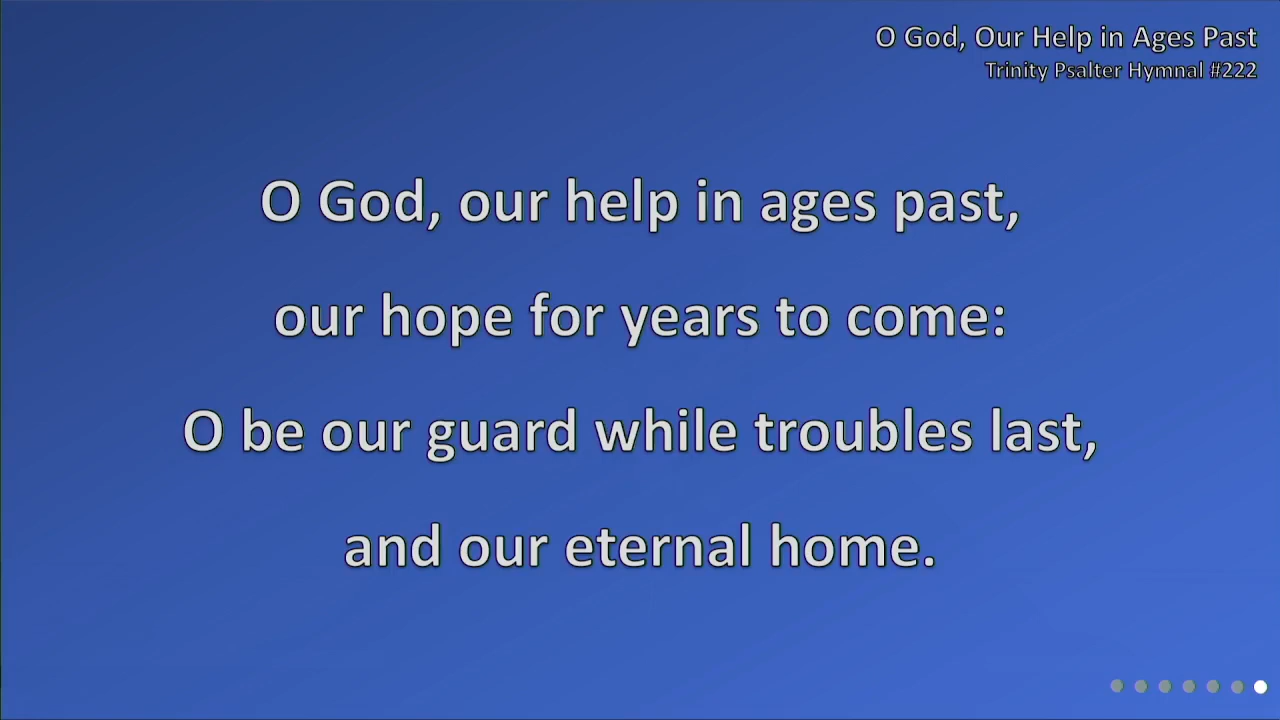 O God, Our Help in Ages Past
Trinity Psalter Hymnal #222
O God, our help in ages past,
our hope for years to come:
O be our guard while troubles last,
and our eternal home.